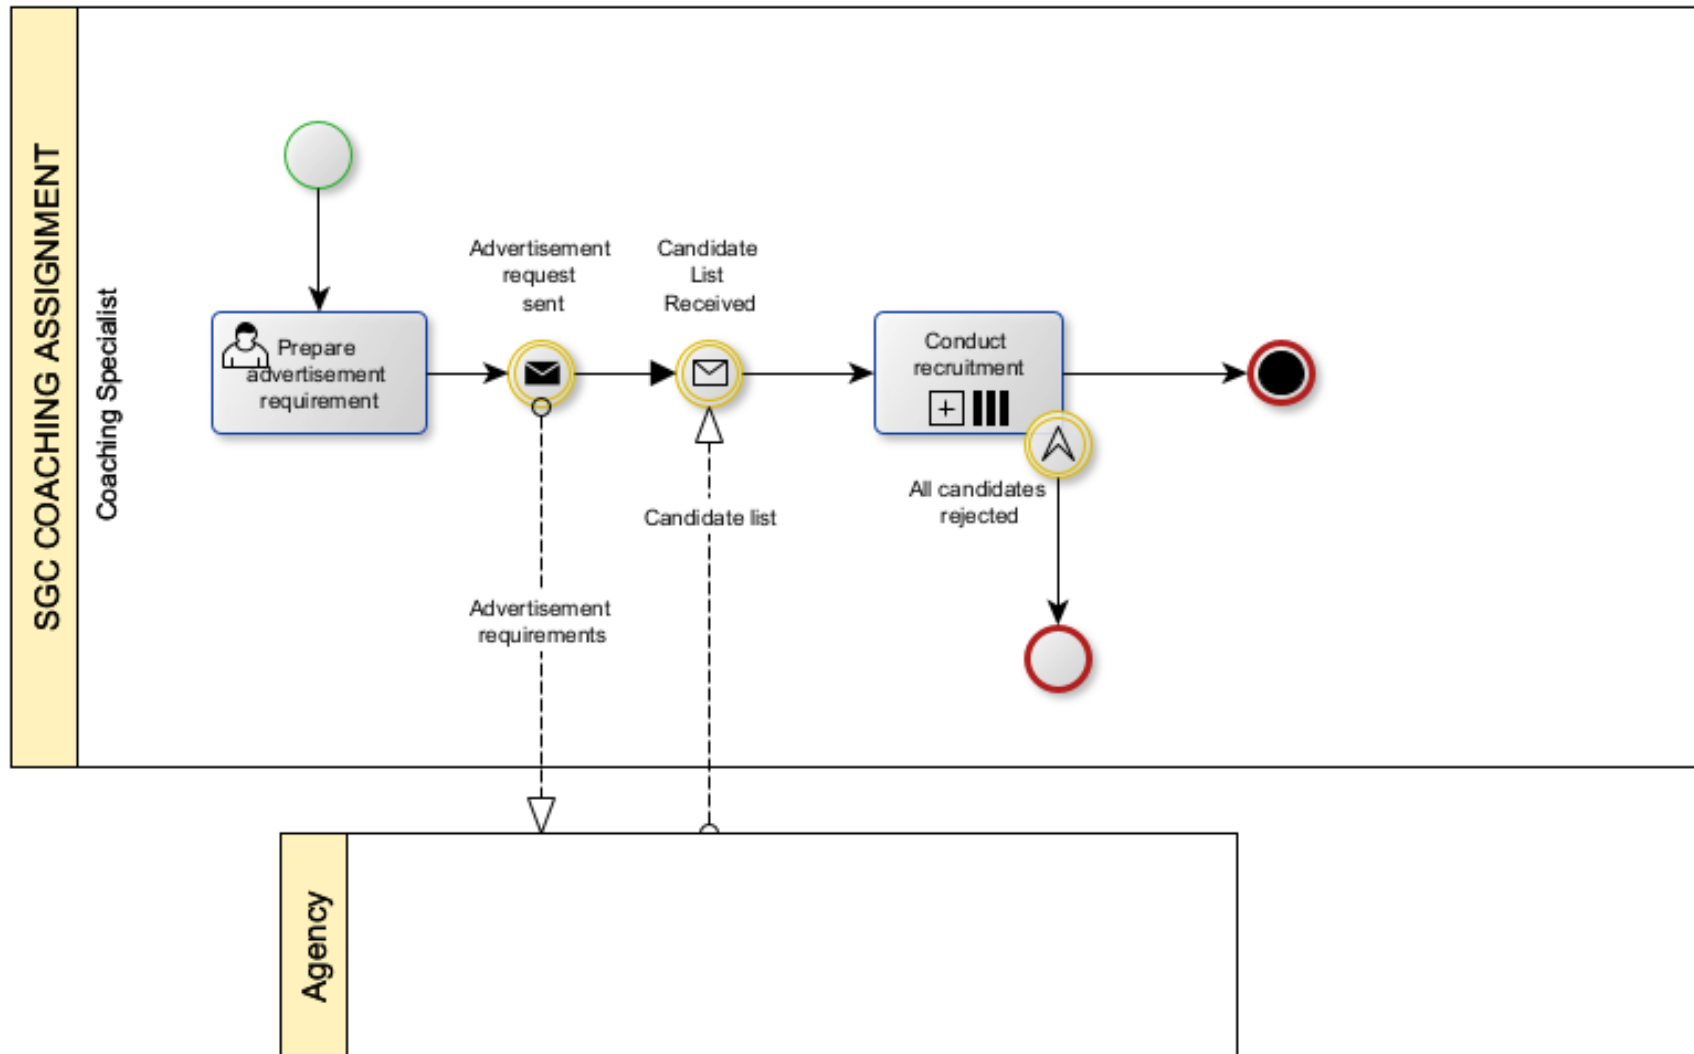 SGC COACHING ASSIGNMENT
Coaching Specialist
Prepare
advertisement
requirement
Advertisement
request
sent
Candidate
List
Received
Conduct
recruitment
All candidates
rejected
Candidate list
Advertisement
requirements
Agency